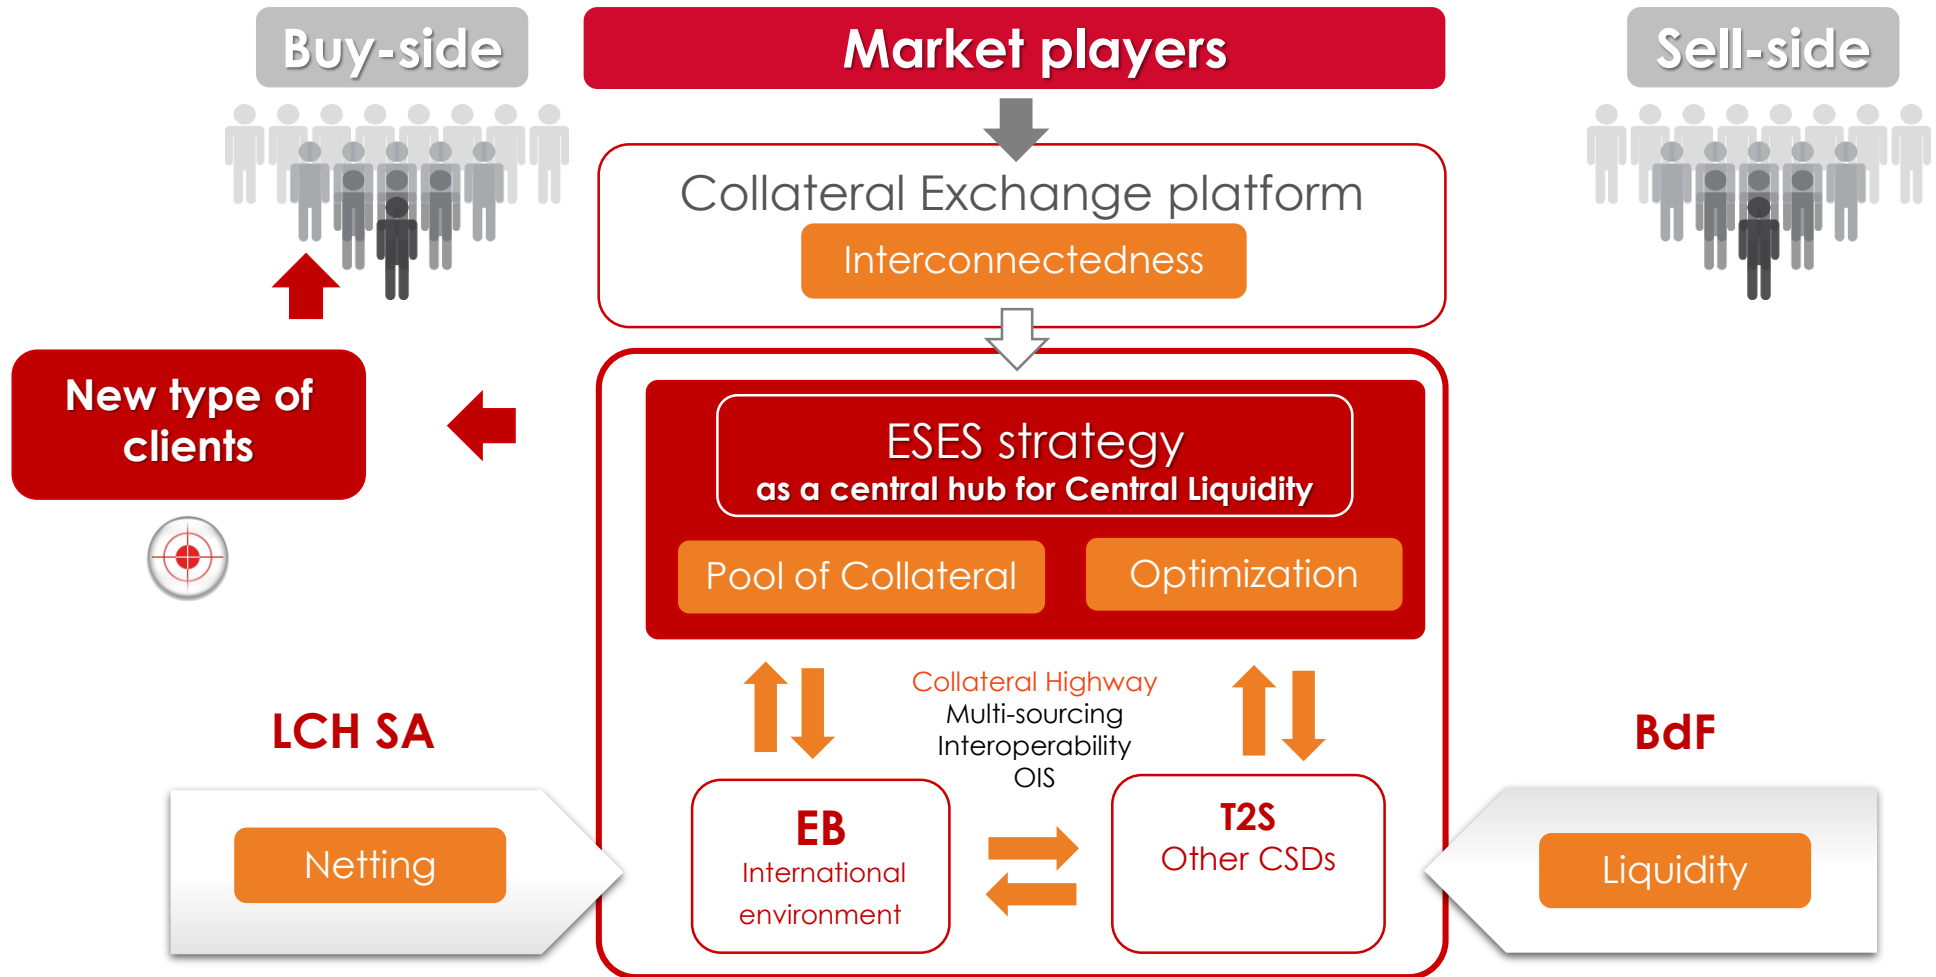 Buy-side
Market players
Sell-side
Collateral Exchange platform
Interconnectedness
New type of
clients
ESES strategy
as a central hub for Central Liquidity
Pool of Collateral
Optimization
Collateral Highway
Multi-sourcing
Interoperability
OIS
LCH SA
BdF
EB
International
environment
T2S
Other CSDs
Netting
Liquidity